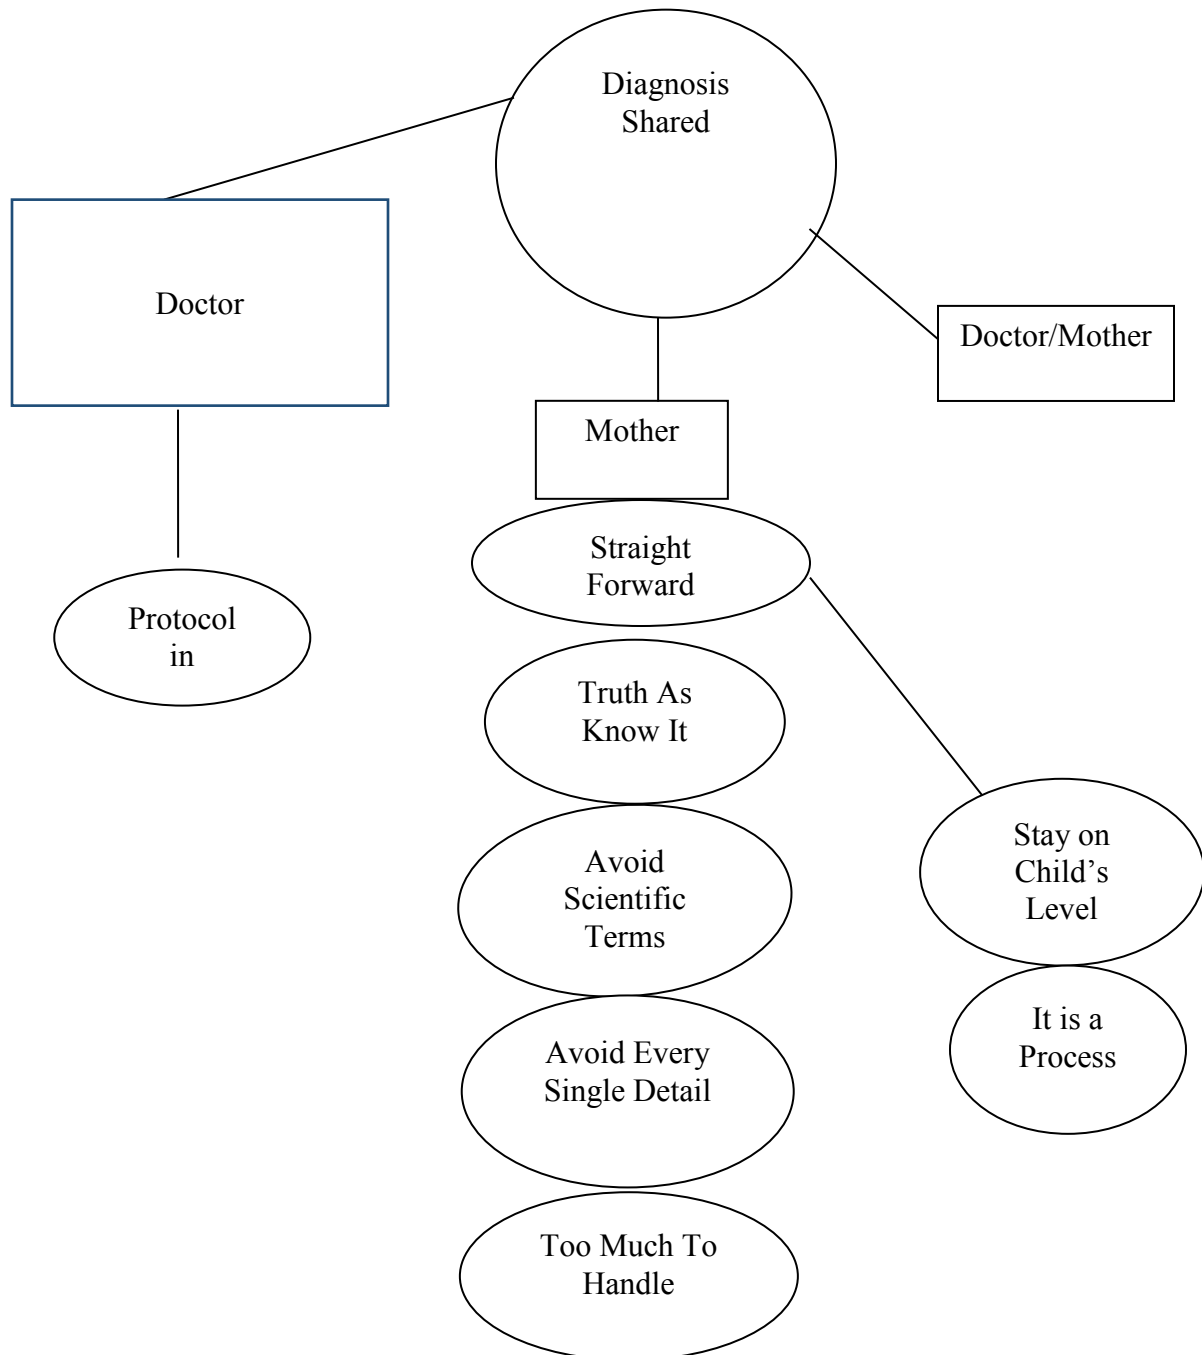 Diagnosis
Shared
Doctor
Doctor/Mother
Mother
Straight
Forward
Protocol
in
Truth As
Know It
Stay on
Child’s
Level
Avoid
Scientific
Terms
It is a
Process
Avoid Every
Single Detail
Too Much To
Handle